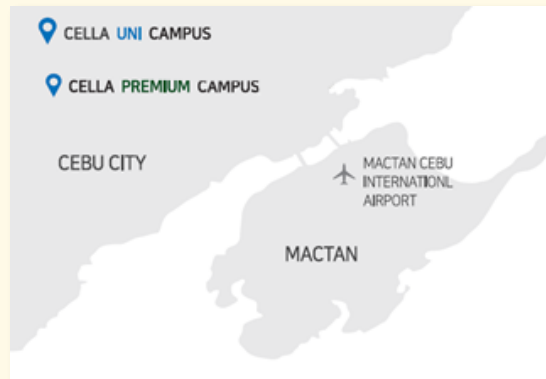 CELLA UNI CAMPUS
CELLA PREMIUM CAMPUS
CEBU CITY
MACTAN CEBU
INTERNATIONL
AIRPORT
MACTAN